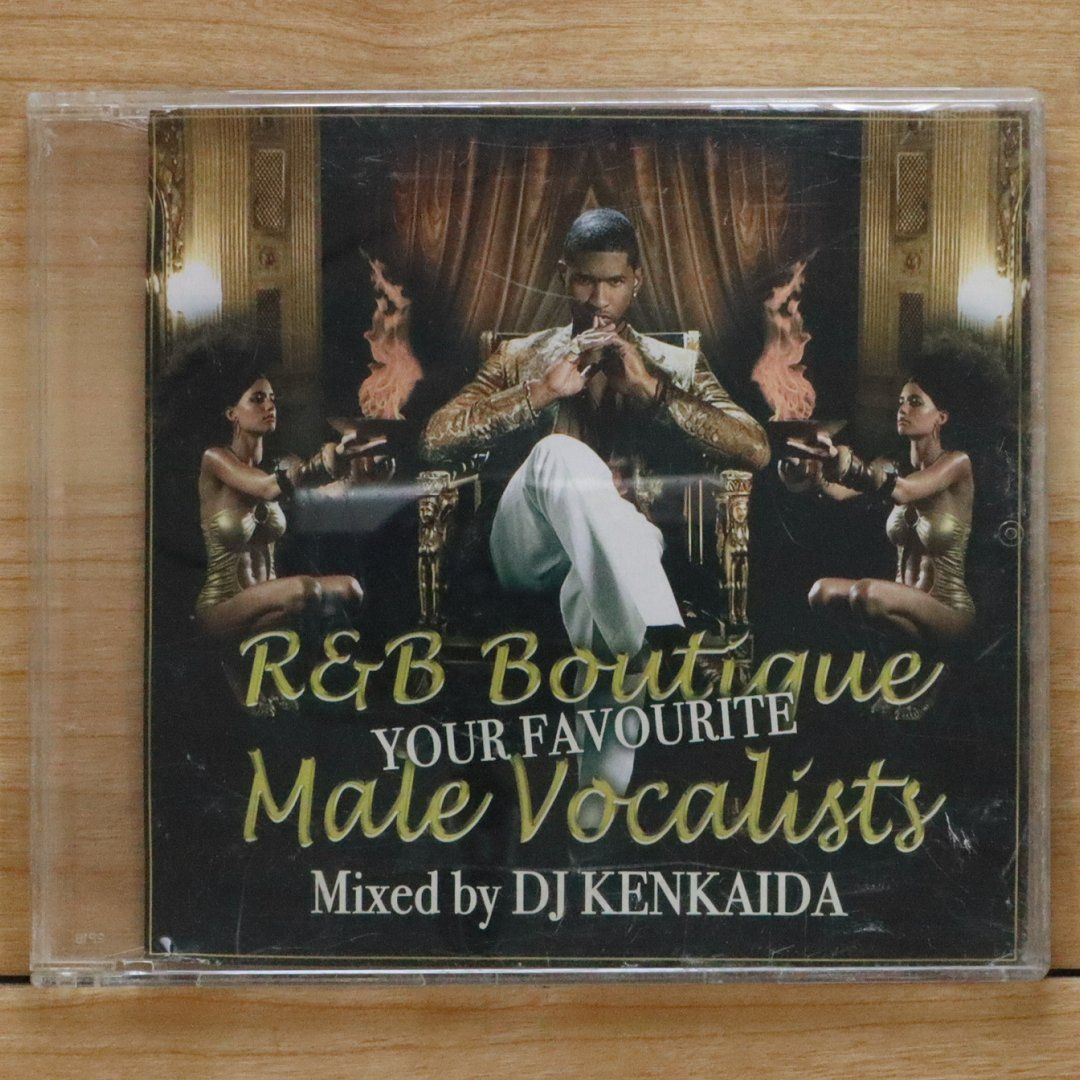 R&B Boutique
YOUR FAVOURITE
Male Vocalists
Mixed by DJ KENKAIDA